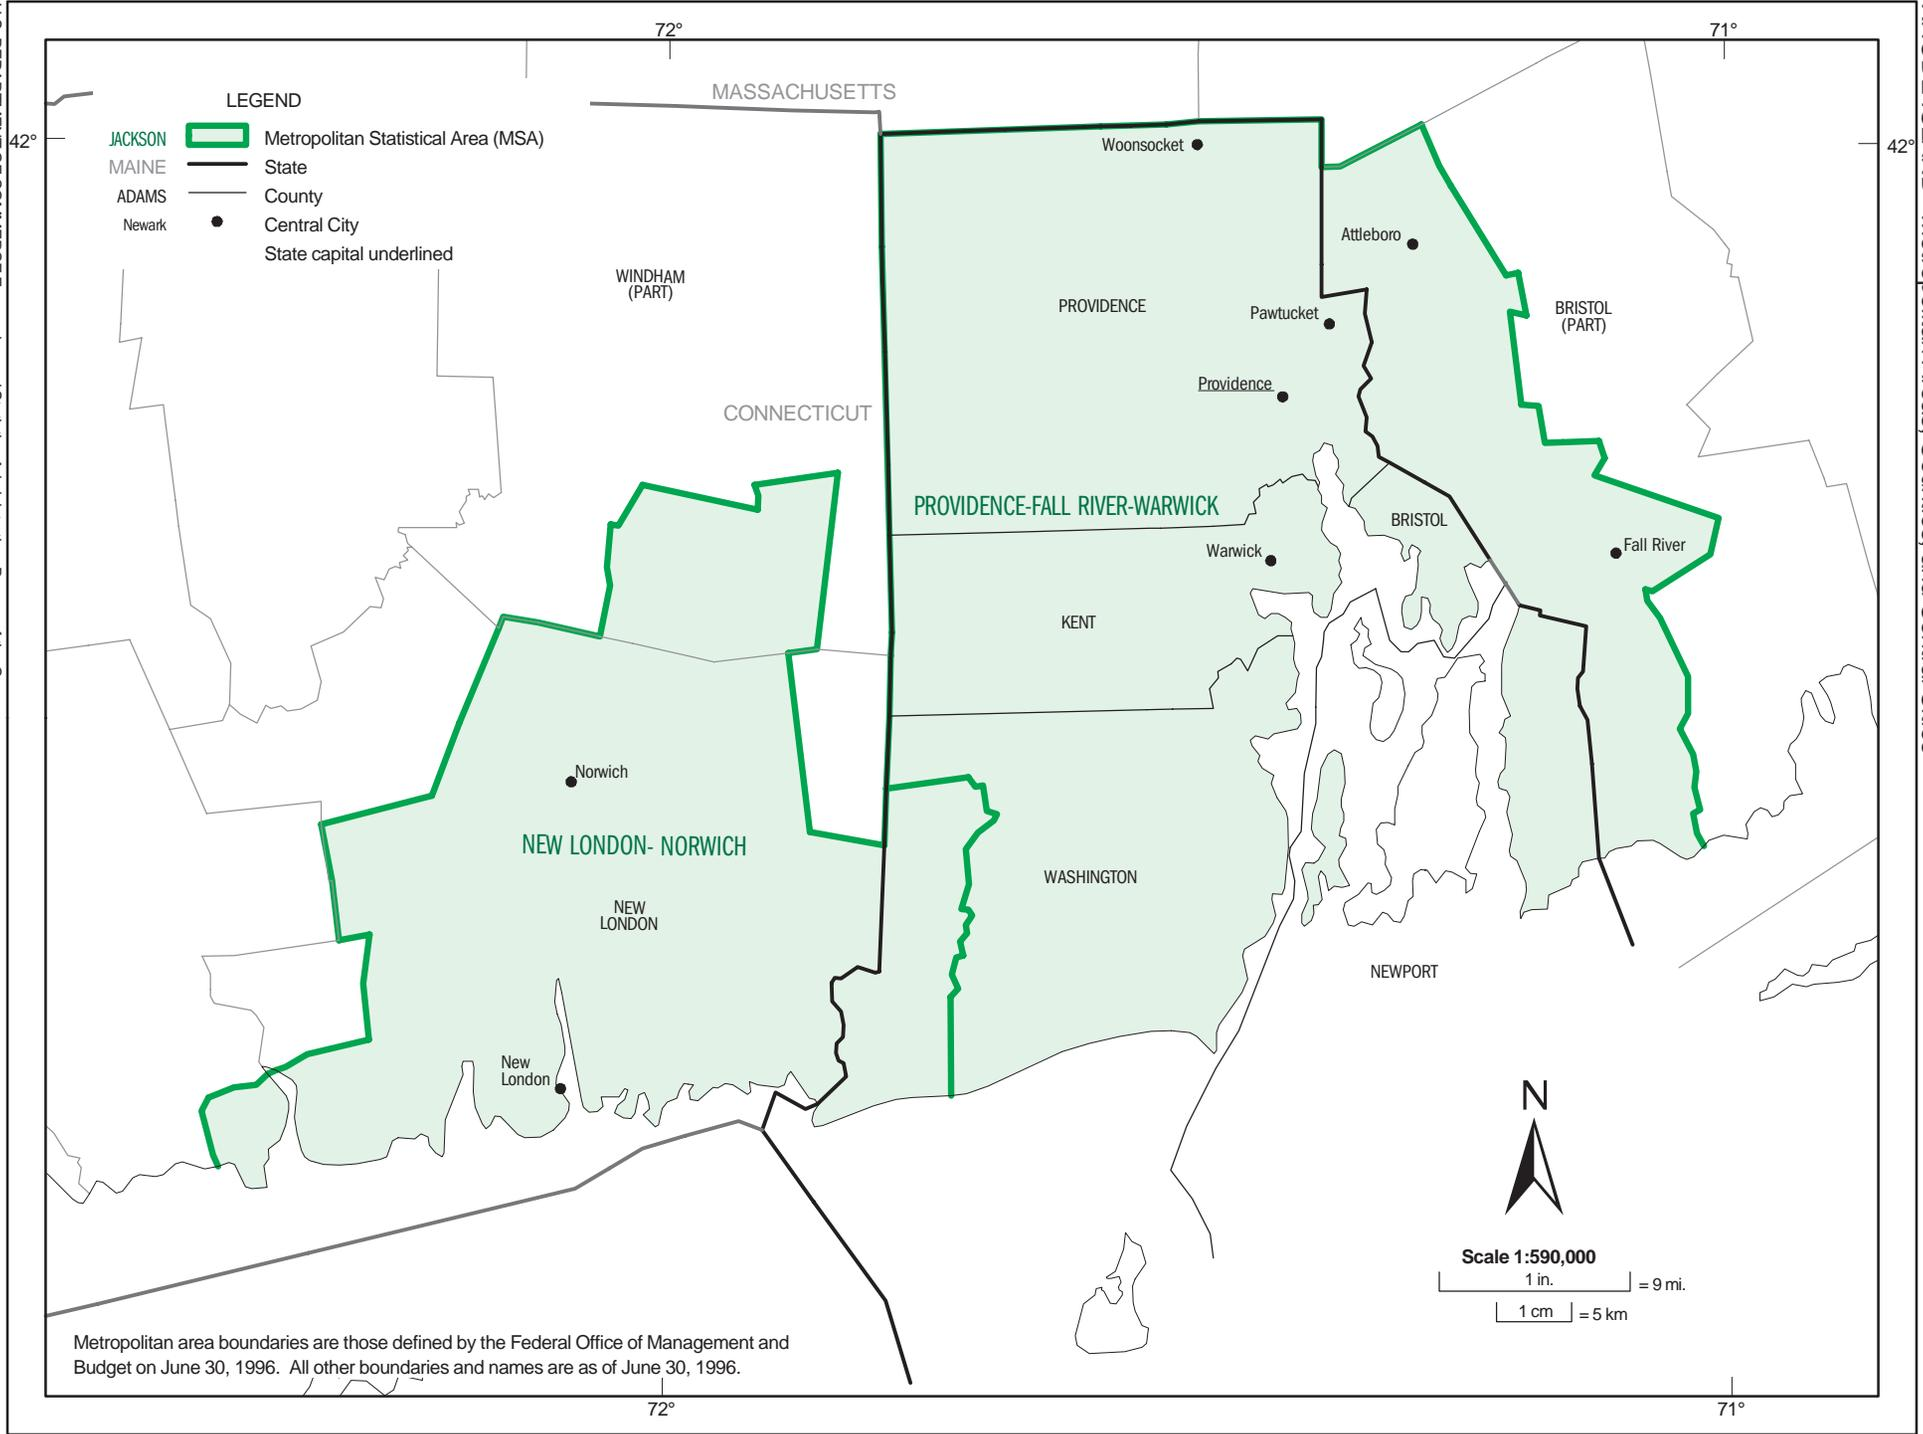 72°
71°
LEGEND
JACKSON Metropolitan Statistical Area (MSA)
MAINE State
ADAMS County
Newark Central City
State capital underlined
42°
42°
MASSACHUSETTS
Woonsocket
Attleboro
WINDHAM
(PART)
PROVIDENCE
Pawtucket
BRISTOL
(PART)
Providence
CONNECTICUT
PROVIDENCE-FALL RIVER-WARWICK
BRISTOL
Warwick
Fall River
KENT
Norwich
NEW LONDON- NORWICH
WASHINGTON
NEW
LONDON
NEWPORT
New
London
N
Scale 1:590,000
1 in. = 9 mi.
1 cm = 5 km
Metropolitan area boundaries are those defined by the Federal Office of Management and
Budget on June 30, 1996. All other boundaries and names are as of June 30, 1996.
72°
71°